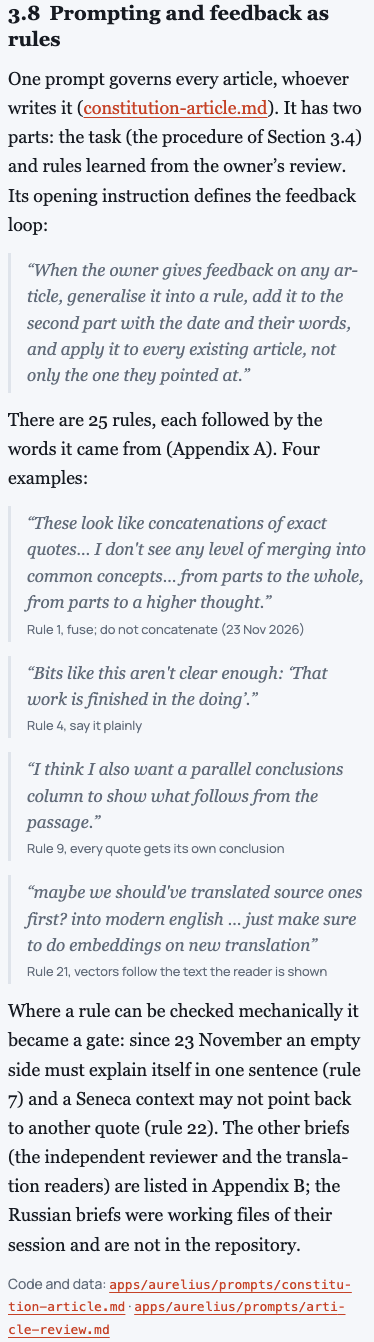 3.8 Prompting and feedback as
rules
One prompt governs every article, whoever
writes it (constitution-article.md). It has two
parts: the task (the procedure of Section 3.4)
and rules learned from the owner’s review.
Its opening instruction defines the feedback
loop:
“When the owner gives feedback on any ar-
ticle, generalise it into a rule, add it to the
second part with the date and their words,
and apply it to every existing article, not
only the one they pointed at.”
There are 25 rules, each followed by the
words it came from (Appendix A). Four
examples:
“These look like concatenations of exact
quotes... I don't see any level of merging into
common concepts... from parts to the whole,
from parts to a higher thought.”
Rule 1, fuse; do not concatenate (23 Nov 2026)
“Bits like this aren't clear enough: ‘That
work is finished in the doing’.”
Rule 4, say it plainly
“I think I also want a parallel conclusions
column to show what follows from the
passage.”
Rule 9, every quote gets its own conclusion
“maybe we should've translated source ones
first? into modern english ... just make sure
to do embeddings on new translation”
Rule 21, vectors follow the text the reader is shown
Where a rule can be checked mechanically it
became a gate: since 23 November an empty
side must explain itself in one sentence (rule
7) and a Seneca context may not point back
to another quote (rule 22). The other briefs
(the independent reviewer and the transla-
tion readers) are listed in Appendix B; the
Russian briefs were working files of their
session and are not in the repository.
Code and data: apps/aurelius/prompts/constitu-
tion-article.md · apps/aurelius/prompts/arti-
cle-review.md